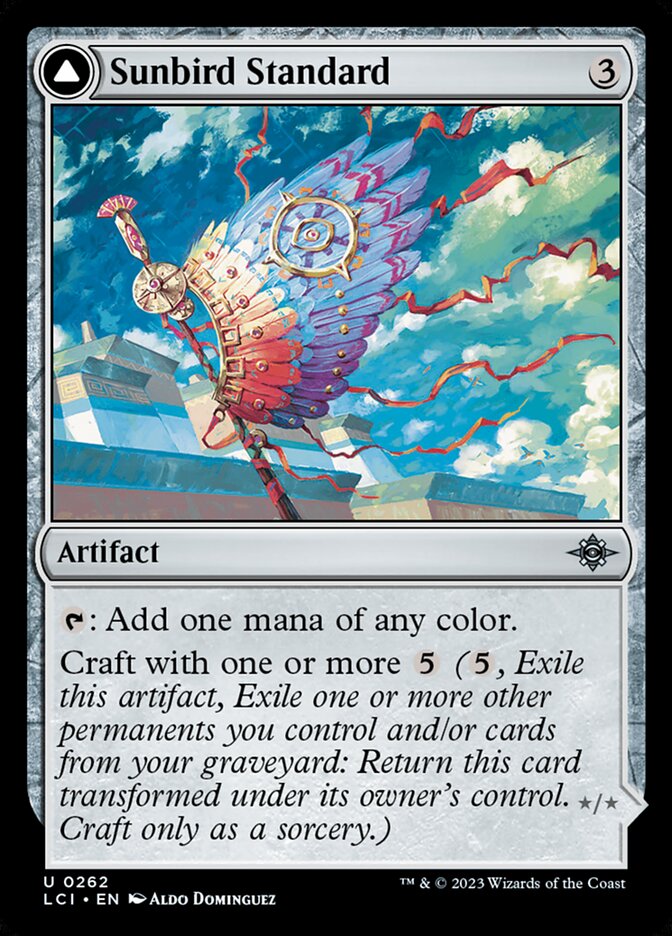 Sunbird Standard 3
Artifact
: Add one mana of any color.
Craft with one or more 5 (5, Exile
this artifact, Exile one or more other
permanents you control and/or cards
from your graveyard: Return this card
transformed under its owner's control.
Craft only as a sorcery.)
★/★
U 0262
LCI • EN Aldo Dominguez
™ & © 2023 Wizards of the Coast